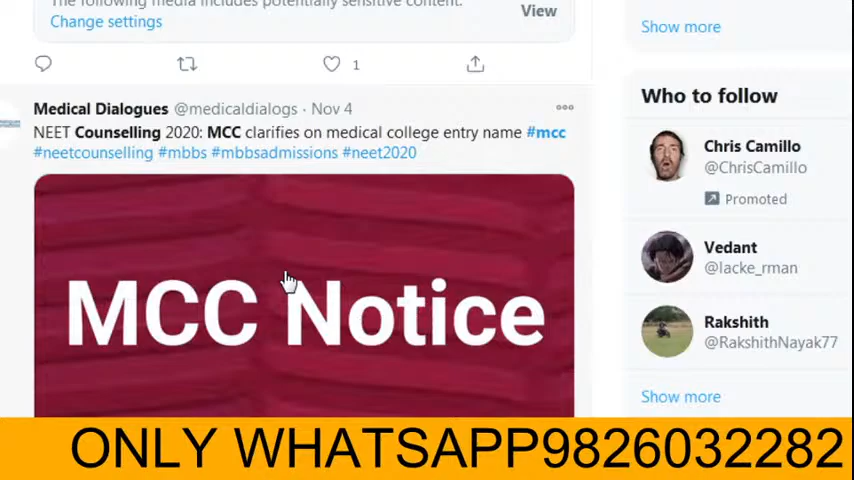 The following media includes potentially sensitive content.
Change settings
View
1
Medical Dialogues @medicaldialogs · Nov 4
NEET Counselling 2020: MCC clarifies on medical college entry name #mcc
#neetcounselling #mbbs #mbbsadmissions #neet2020
MCC Notice
Show more
Who to follow
Chris Camillo
@ChrisCamillo
Promoted
Vedant
@lacke_rman
Rakshith
@RakshithNayak77
Show more
ONLY WHATSAPP9826032282